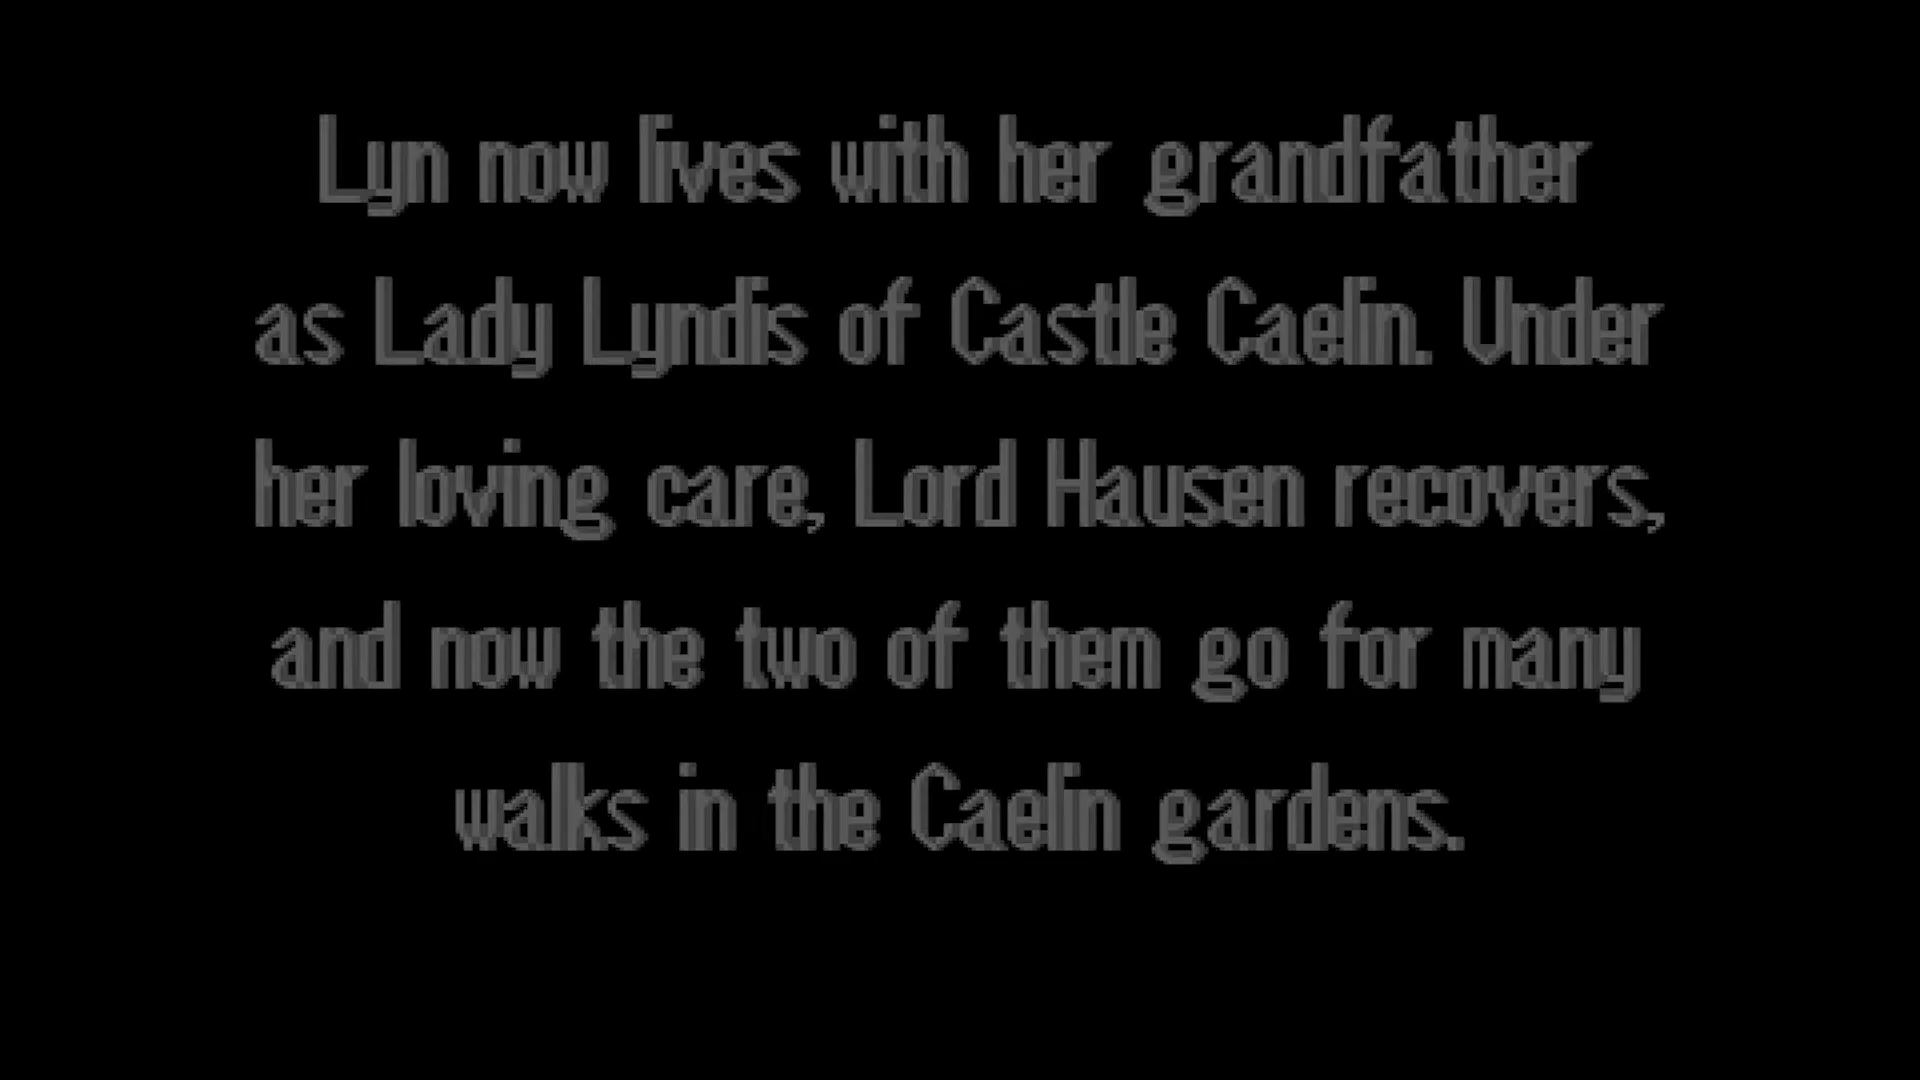 Lyn now lives with her grandfather
as Lady Lyndis of Castle Caelin. Under
her loving care, Lord Hausen recovers,
and now the two of them go for many
walks in the Caelin gardens.